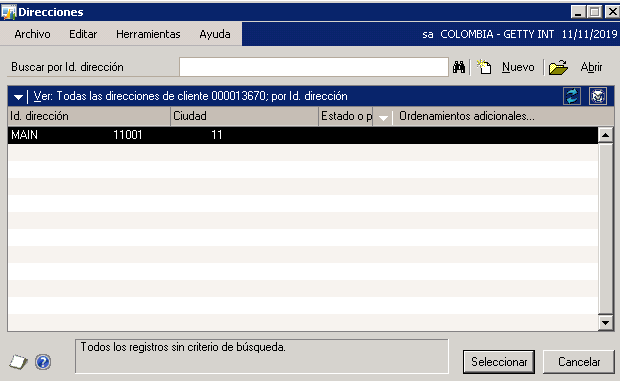 Direcciones
Archivo Editar Herramientas Ayuda sa COLOMBIA - GETTY INT 11/11/2019
Buscar por Id. dirección Nuevo Abrir
Ver: Todas las direcciones de cliente 000013670; por Id. dirección
Id. dirección Ciudad Estado o p Ordenamientos adicionales...
MAIN 11001 11
Todos los registros sin criterio de búsqueda.
Seleccionar Cancelar